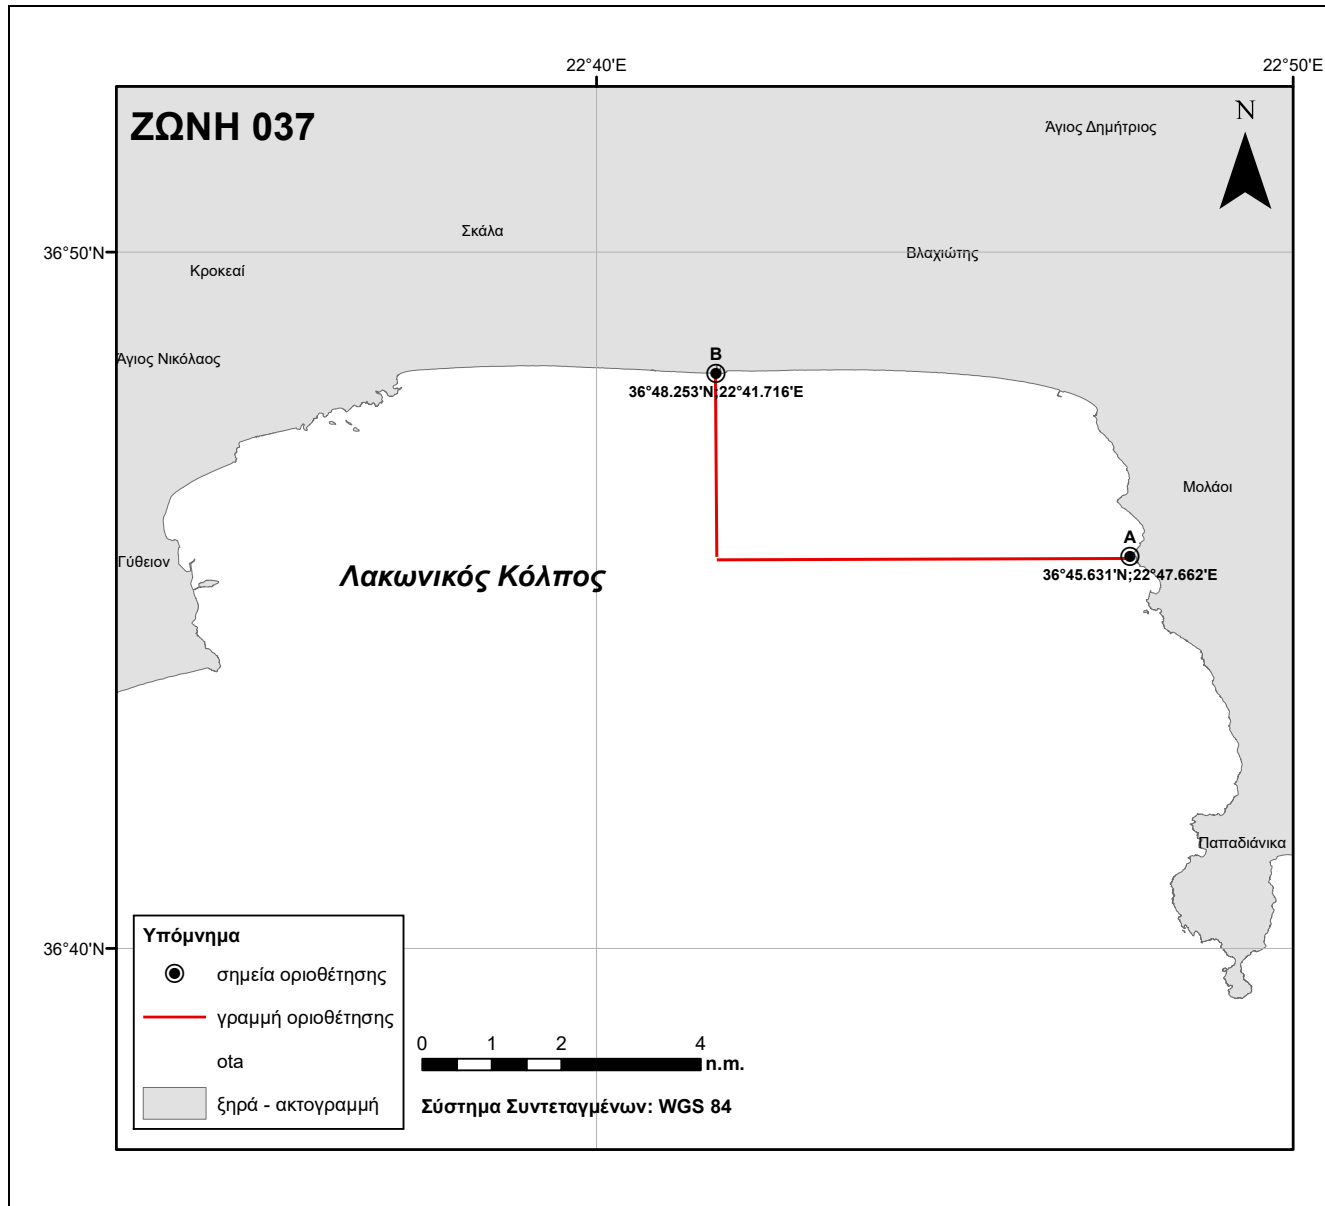 22°40'E
22°50'E
ΖΩΝΗ 037
N
Άγιος Δημήτριος
Σκάλα
36°50'N
Βλαχιώτης
Κροκεαί
Άγιος Νικόλαος
B
36°48.253'N;22°41.716'E
Μολάοι
A
Γύθειον
36°45.631'N;22°47.662'E
Λακωνικός Κόλπος
Παπαδιάνικα
36°40'N
Υπόμνημα
σημεία οριοθέτησης
γραμμή οριοθέτησης
ota
ξηρά - ακτογραμμή
0 1 2 4
n.m.
Σύστημα Συντεταγμένων: WGS 84